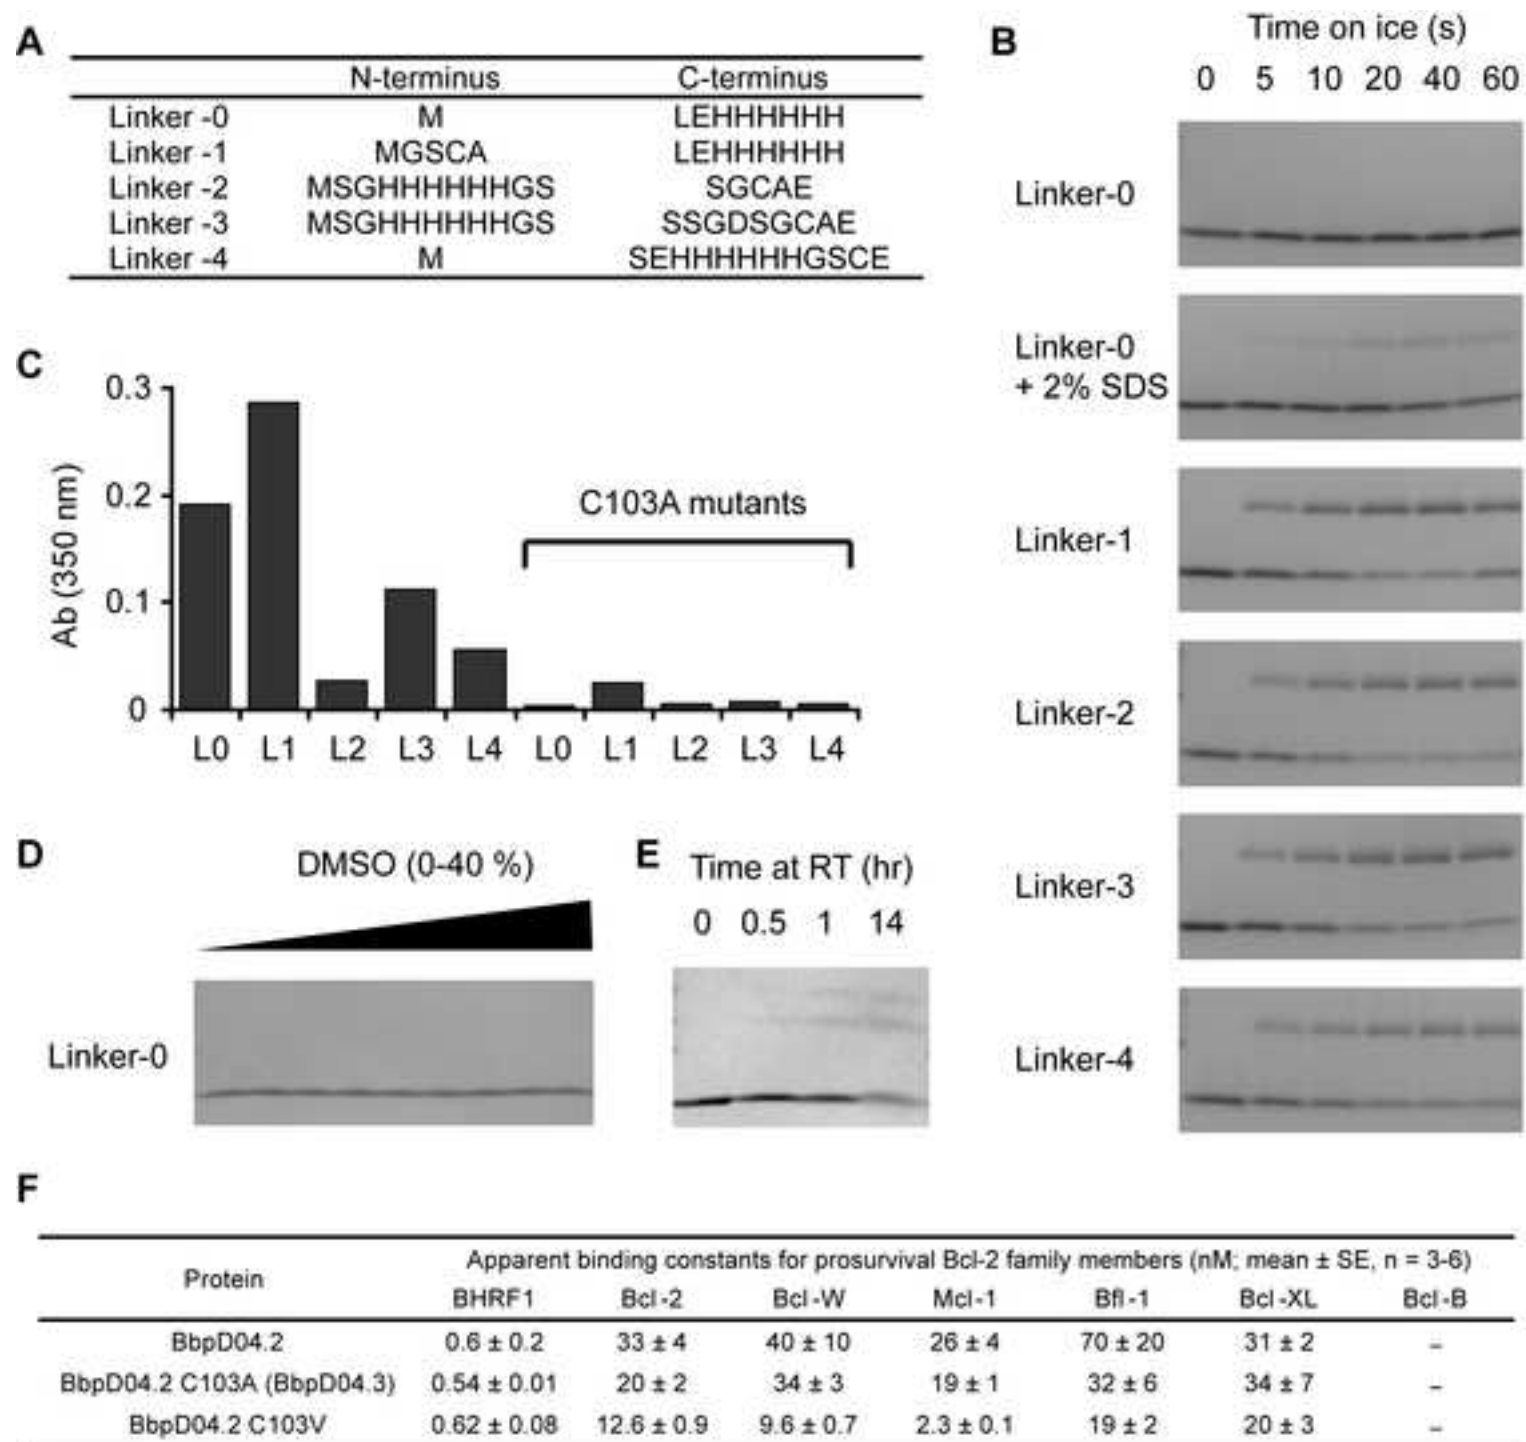 A
N-terminus C-terminus
Linker -0 M LEHHHHHH
Linker -1 MGSCA LEHHHHHH
Linker -2 MSGHHHHHHGS SGCAE
Linker -3 MSGHHHHHHGS SSGDSGCAE
Linker -4 M SEHHHHHHGSCE
B
Time on ice (s)
0 5 10 20 40 60
Linker-0
Linker-0
+ 2% SDS
Linker-1
Linker-2
Linker-3
Linker-4
C
Ab (350 nm)
0.3
0.2
0.1
0
C103A mutants
L0 L1 L2 L3 L4 L0 L1 L2 L3 L4
D
DMSO (0-40 %)
Linker-0
E
Time at RT (hr)
0 0.5 1 14
F
Protein
Apparent binding constants for prosurvival Bcl-2 family members (nM; mean ± SE, n = 3-6)
BHRF1 Bcl-2 Bcl-W Mcl-1 Bfl-1 Bcl-XL Bcl-B
BbpD04.2 0.6 ± 0.2 33 ± 4 40 ± 10 26 ± 4 70 ± 20 31 ± 2 –
BbpD04.2 C103A (BbpD04.3) 0.54 ± 0.01 20 ± 2 34 ± 3 19 ± 1 32 ± 6 34 ± 7 –
BbpD04.2 C103V 0.62 ± 0.08 12.6 ± 0.9 9.6 ± 0.7 2.3 ± 0.1 19 ± 2 20 ± 3 –